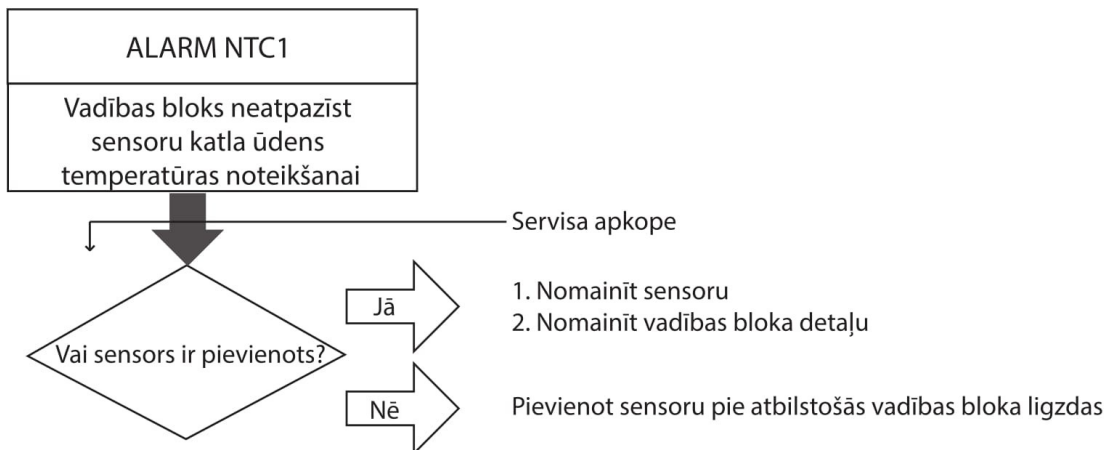 ALARM NTC1
Vadības bloks neatpazīst
sensoru katla ūdens
temperatūras noteikšanai
Servisa apkope
Vai sensors ir pievienots?
Jā
1. Nomainīt sensoru
2. Nomainīt vadības bloka detaļu
Nē
Pievienot sensoru pie atbilstošās vadības bloka ligzdas